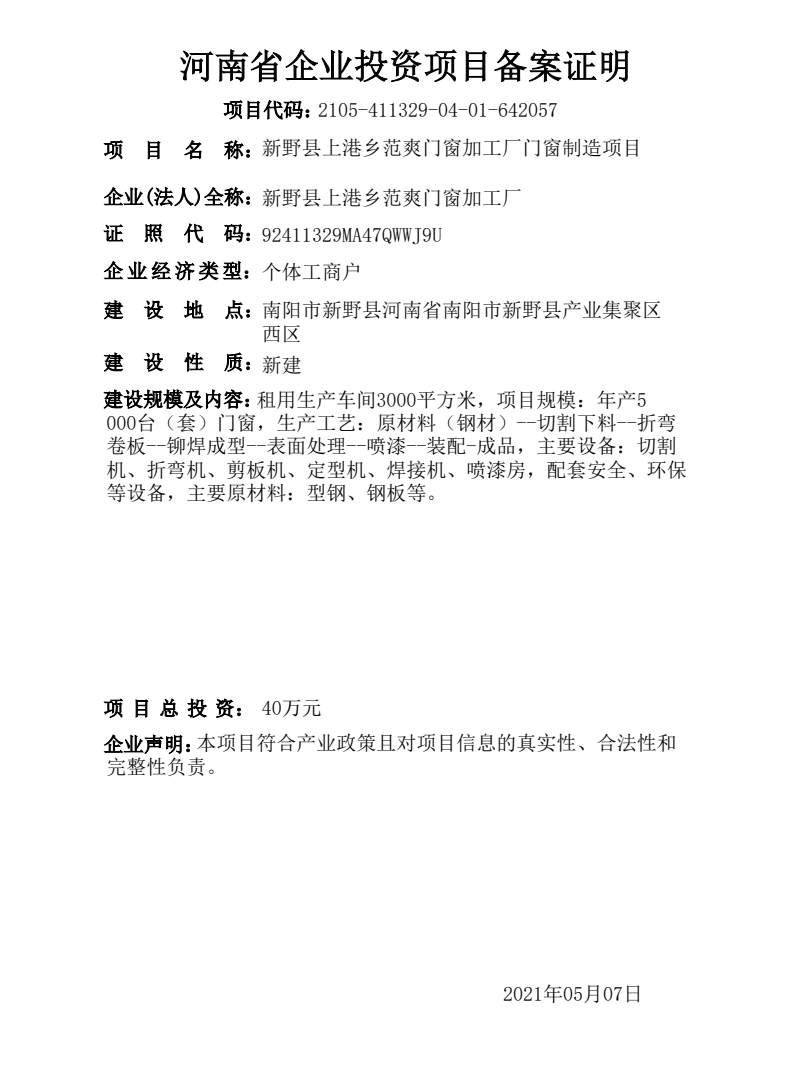 河南省企业投资项目备案证明
项目代码：2105-411329-04-01-642057
项 目 名 称：新野县上港乡范爽门窗加工厂门窗制造项目
企业(法人)全称：新野县上港乡范爽门窗加工厂
证 照 代 码：92411329MA47QWWJ9U
企业经济类型：个体工商户
建 设 地 点：南阳市新野县河南省南阳市新野县产业集聚区
西区
建 设 性 质：新建
建设规模及内容：租用生产车间3000平方米，项目规模：年产5
000台（套）门窗，生产工艺：原材料（钢材）--切割下料--折弯
卷板--铆焊成型--表面处理--喷漆--装配-成品，主要设备：切割
机、折弯机、剪板机、定型机、焊接机、喷漆房，配套安全、环保
等设备，主要原材料：型钢、钢板等。
项 目 总 投 资： 40万元
企业声明：本项目符合产业政策且对项目信息的真实性、合法性和
完整性负责。
2021年05月07日